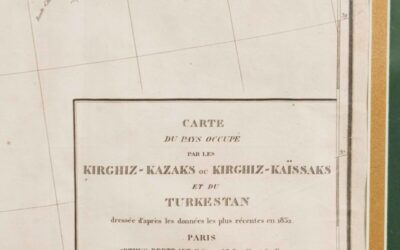 CARTE
DU PAYS OCCUPÉ
PAR LES
KIRGHIZ-KAZAKS OU KIRGHIZ-KAÏSSAKS
ET DU
TURKESTAN
dressée d'après les données les plus récentes en 1832
PARIS